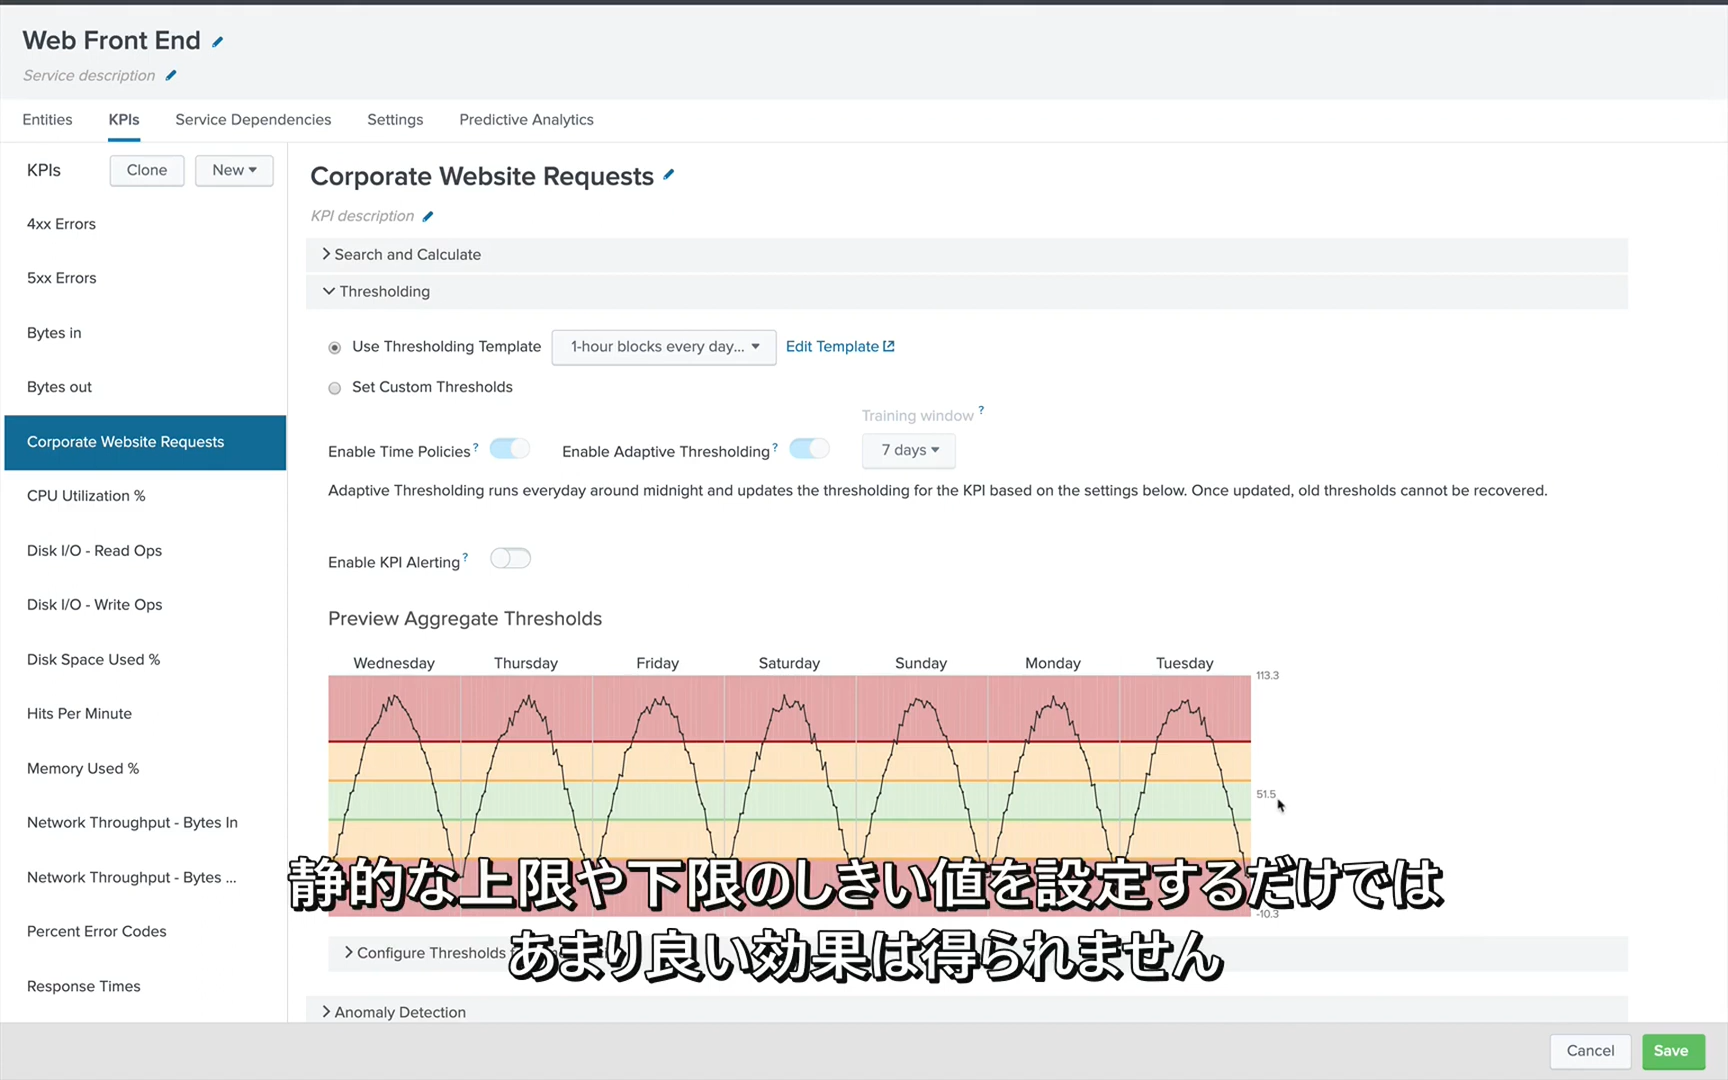 Web Front End
Service description
Entities KPIs Service Dependencies Settings Predictive Analytics
KPIs Clone New
4xx Errors
5xx Errors
Bytes in
Bytes out
Corporate Website Requests
CPU Utilization %
Disk I/O - Read Ops
Disk I/O - Write Ops
Disk Space Used %
Hits Per Minute
Memory Used %
Network Throughput - Bytes In
Network Throughput - Bytes ...
Percent Error Codes
Response Times
Corporate Website Requests
KPI description
Search and Calculate
Thresholding
Use Thresholding Template 1-hour blocks every day... Edit Template
Set Custom Thresholds
Training window ?
Enable Time Policies ? Enable Adaptive Thresholding ? 7 days
Adaptive Thresholding runs everyday around midnight and updates the thresholding for the KPI based on the settings below. Once updated, old thresholds cannot be recovered.
Enable KPI Alerting ?
Preview Aggregate Thresholds
Wednesday Thursday Friday Saturday Sunday Monday Tuesday
113.3
51.5
-10.3
静的な上限や下限のしきい値を設定するだけでは
あまり良い効果は得られません
Configure Thresholds
Anomaly Detection
Cancel Save